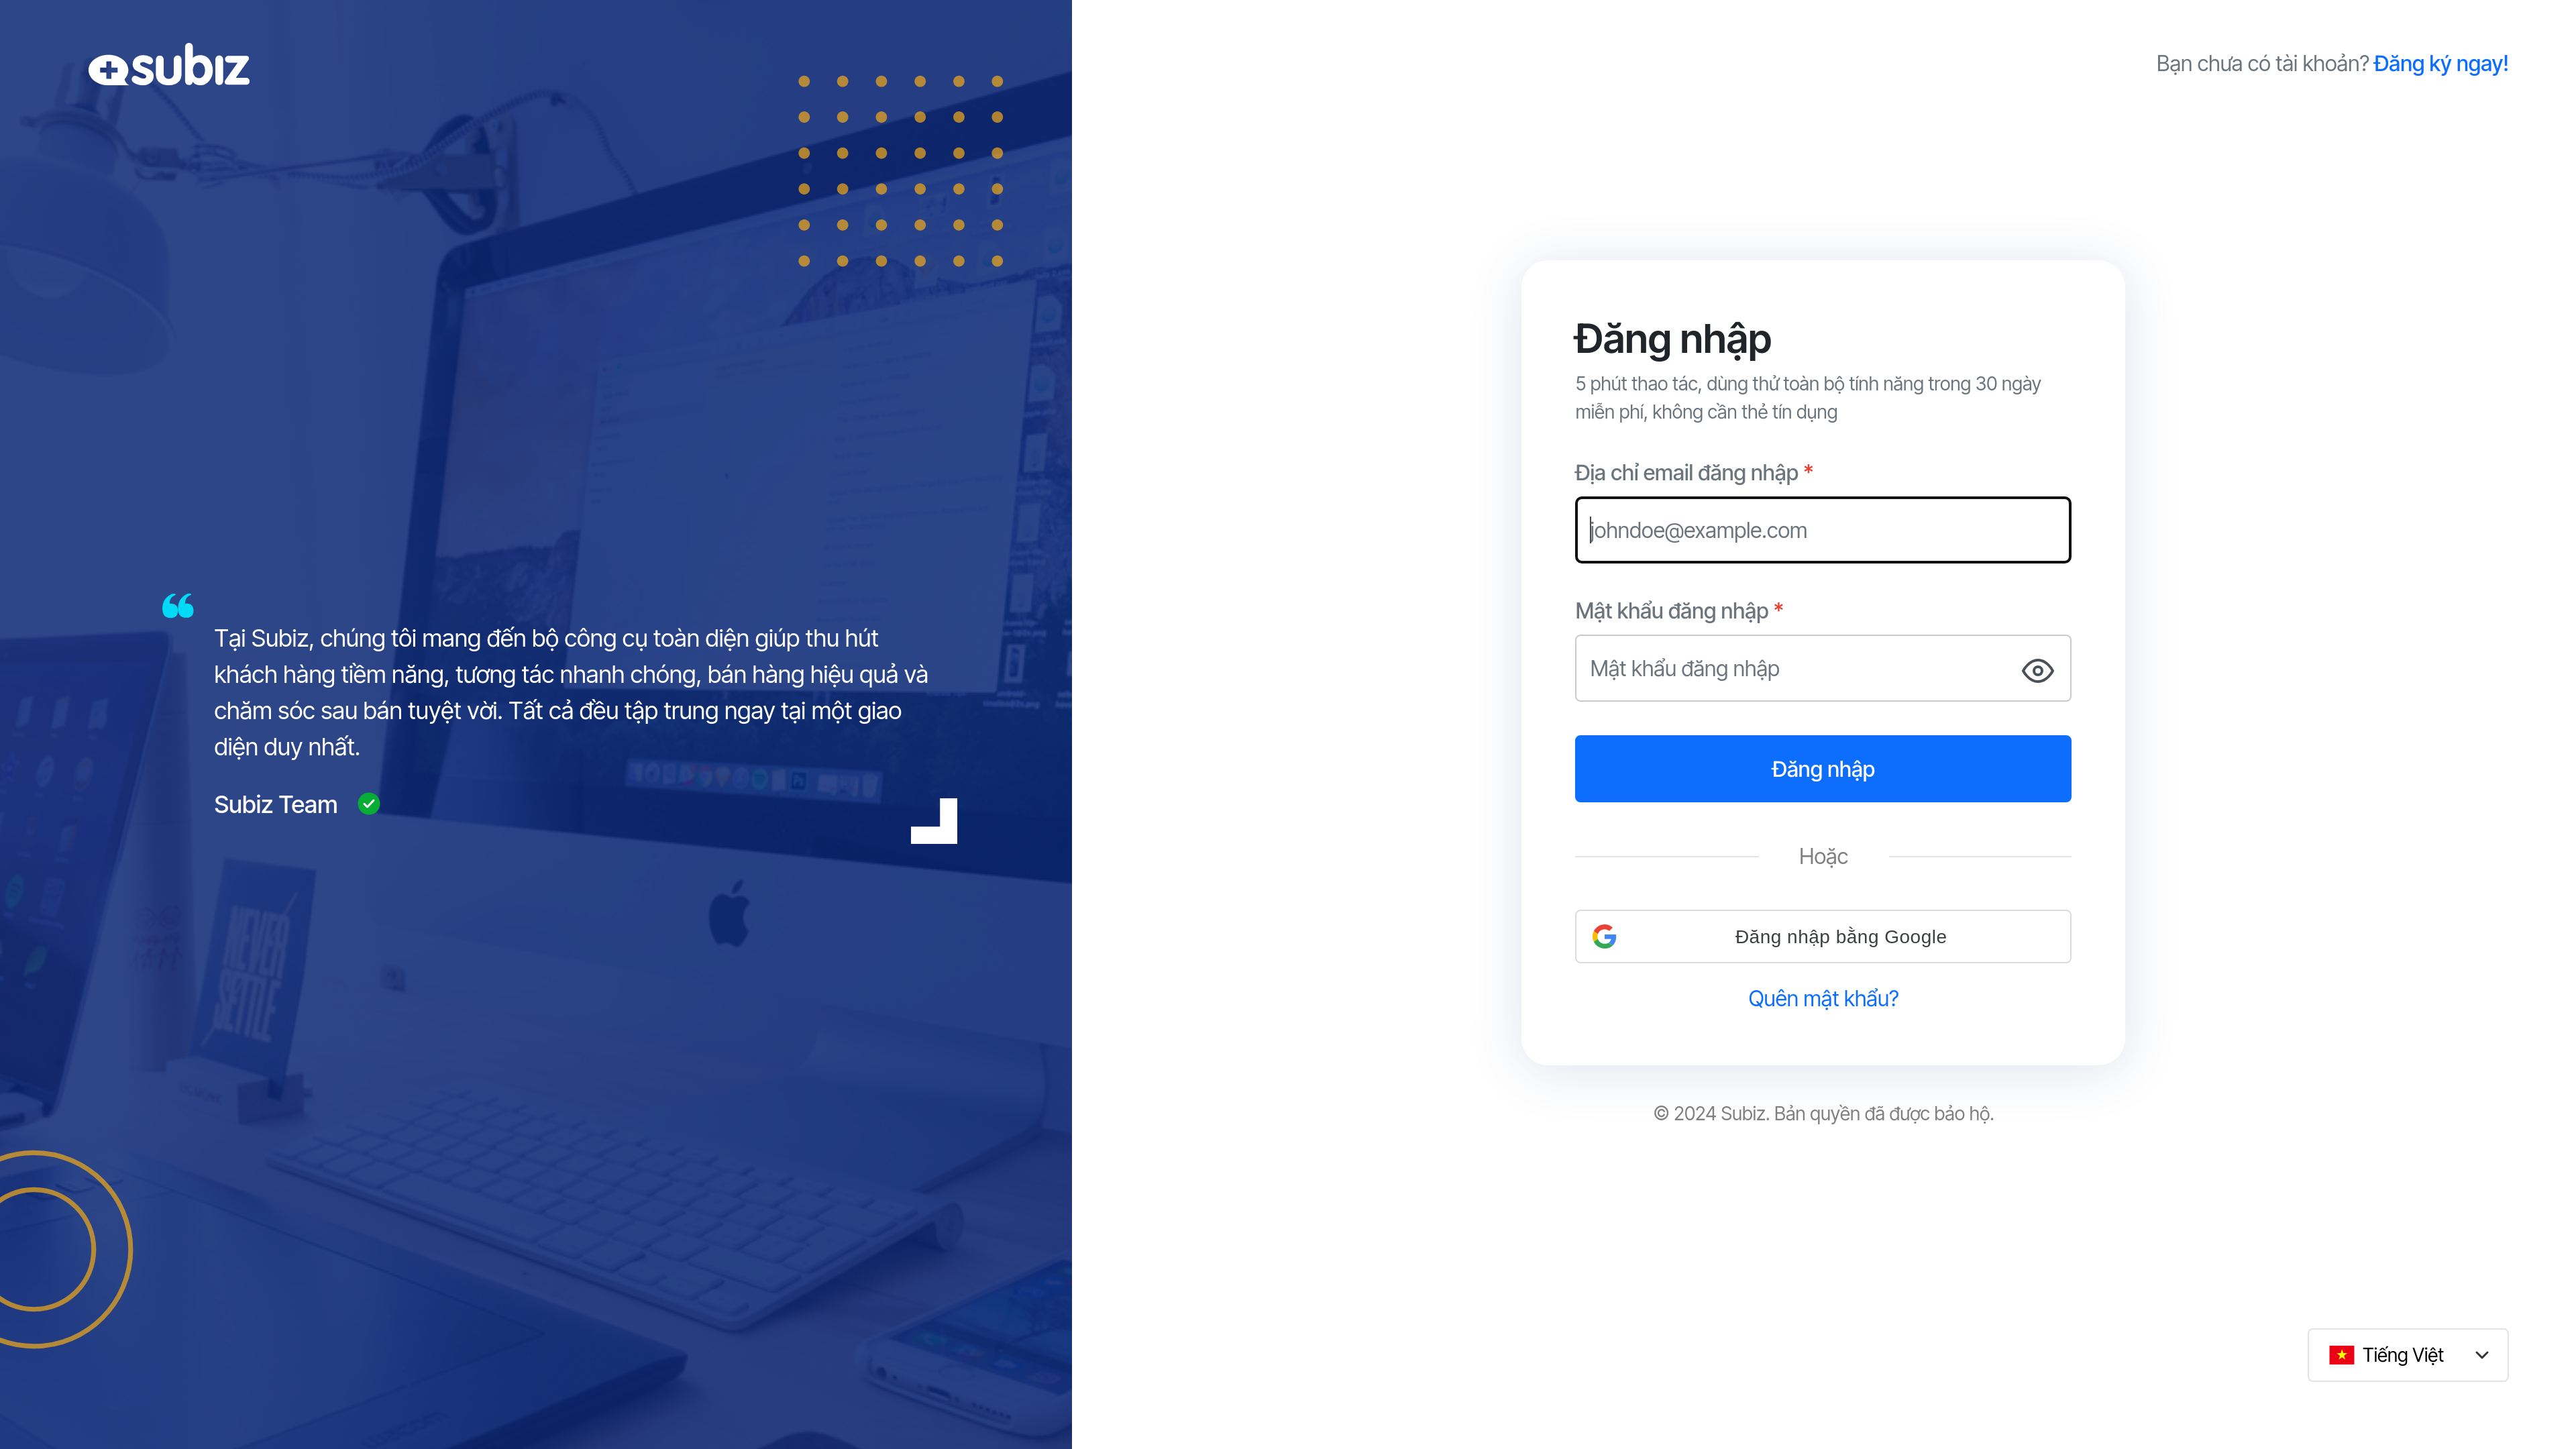 subiz
Bạn chưa có tài khoản? Đăng ký ngay!
Tại Subiz, chúng tôi mang đến bộ công cụ toàn diện giúp thu hút
khách hàng tiềm năng, tương tác nhanh chóng, bán hàng hiệu quả và
chăm sóc sau bán tuyệt vời. Tất cả đều tập trung ngay tại một giao
diện duy nhất.
Subiz Team
NEVER
SETTLE
Đăng nhập
5 phút thao tác, dùng thử toàn bộ tính năng trong 30 ngày
miễn phí, không cần thẻ tín dụng
Địa chỉ email đăng nhập *
johndoe@example.com
Mật khẩu đăng nhập *
Mật khẩu đăng nhập
Đăng nhập
Hoặc
Đăng nhập bằng Google
Quên mật khẩu?
© 2024 Subiz. Bản quyền đã được bảo hộ.
Tiếng Việt